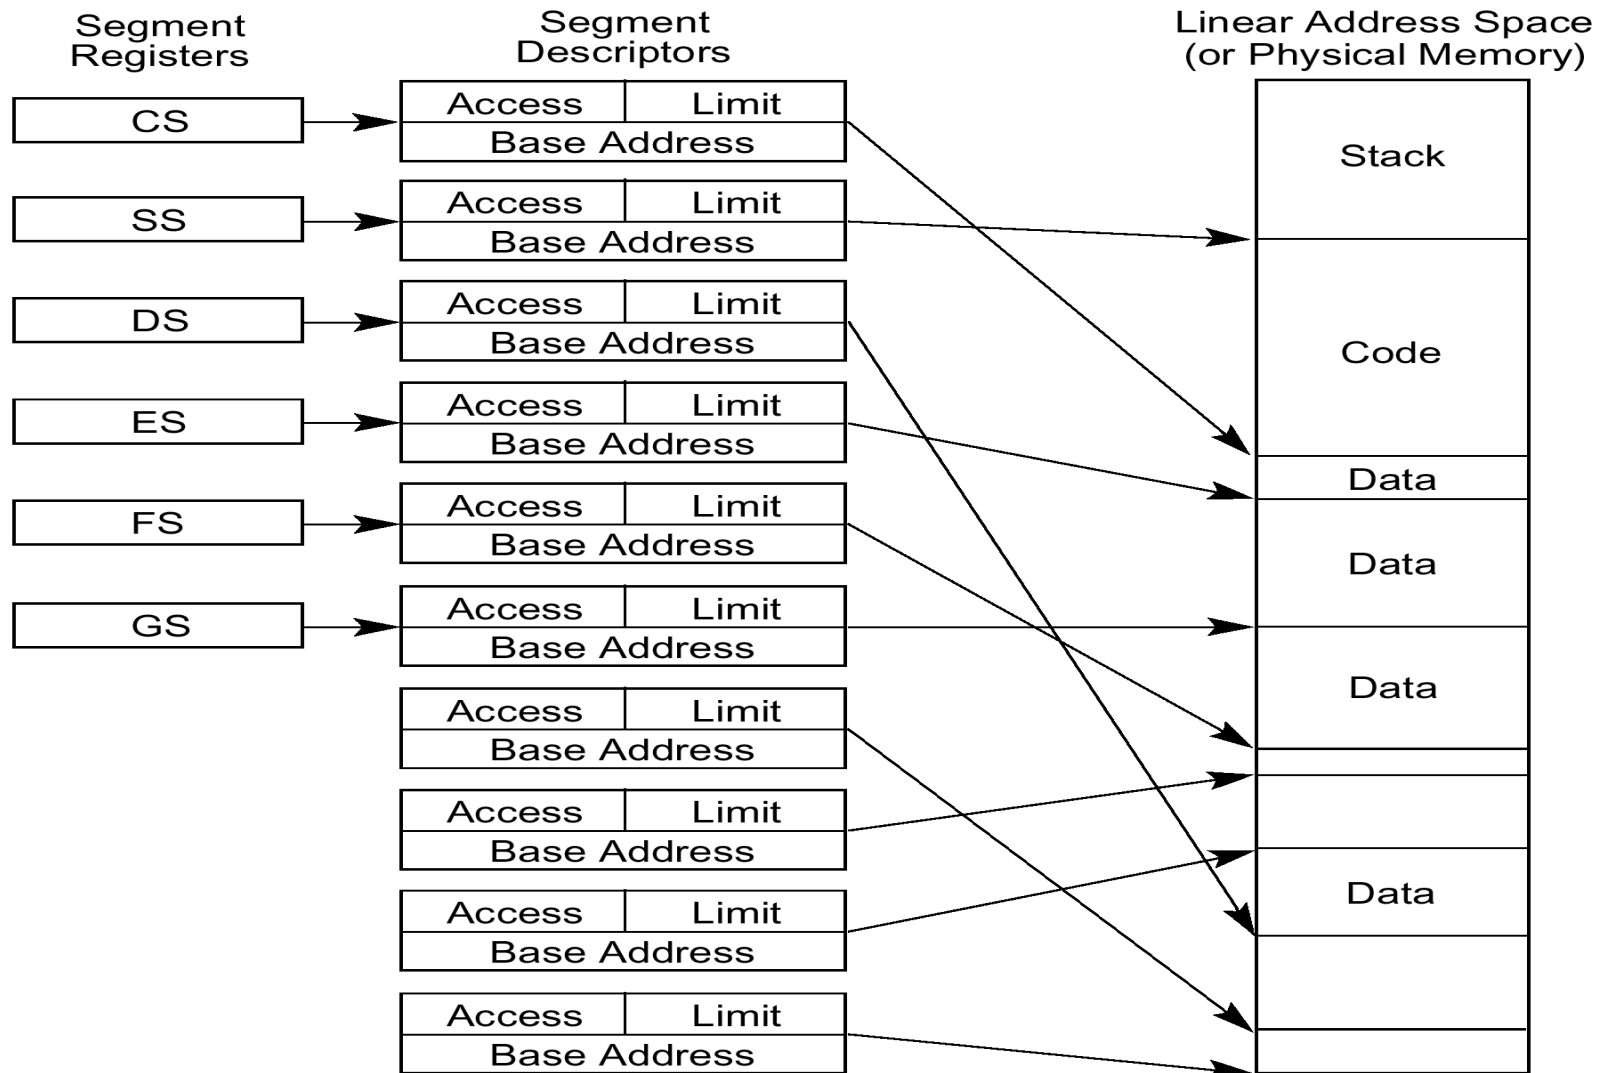 Segment
Registers
Segment
Descriptors
Linear Address Space
(or Physical Memory)
CS
Access Limit
Base Address
Stack
SS
Access Limit
Base Address
DS
Access Limit
Base Address
Code
ES
Access Limit
Base Address
Data
FS
Access Limit
Base Address
Data
GS
Access Limit
Base Address
Data
Access Limit
Base Address
Access Limit
Base Address
Data
Access Limit
Base Address
Access Limit
Base Address